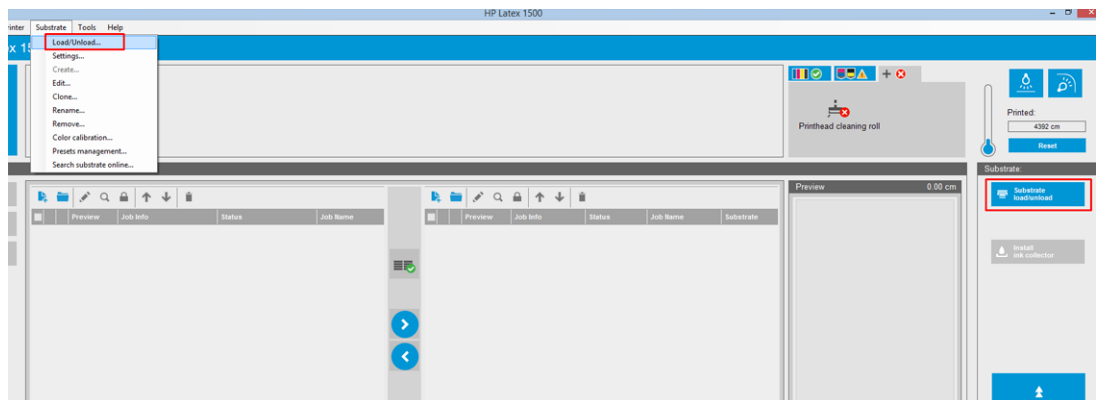 HP Latex 1500
rinter Substrate Tools Help
x 1
Load/Unload...
Settings...
Create...
Edit...
Clone...
Rename...
Remove...
Color calibration...
Presets management...
Search substrate online...
Printhead cleaning roll
Printed:
4392 cm
Reset
Substrate:
Substrate
load/unload
Install
ink collector
Preview Job Info Status Job Name
Preview Job Info Status Job Name Substrate
Preview 0.00 cm